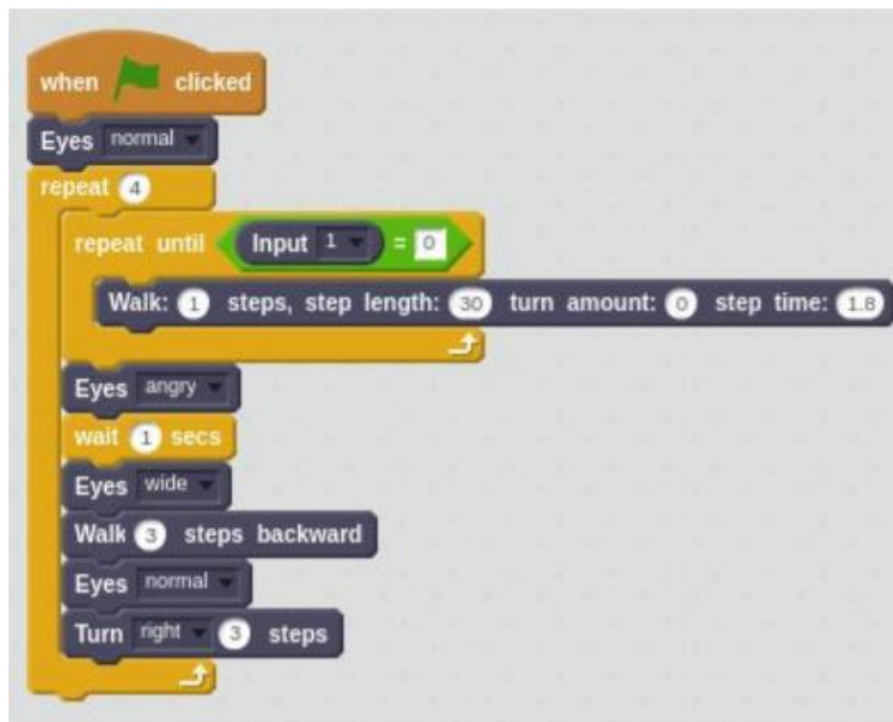 when clicked
Eyes normal
repeat 4
repeat until Input 1 = 0
Walk: 1 steps, step length: 30 turn amount: 0 step time: 1.8
Eyes angry
wait 1 secs
Eyes wide
Walk 3 steps backward
Eyes normal
Turn right 3 steps